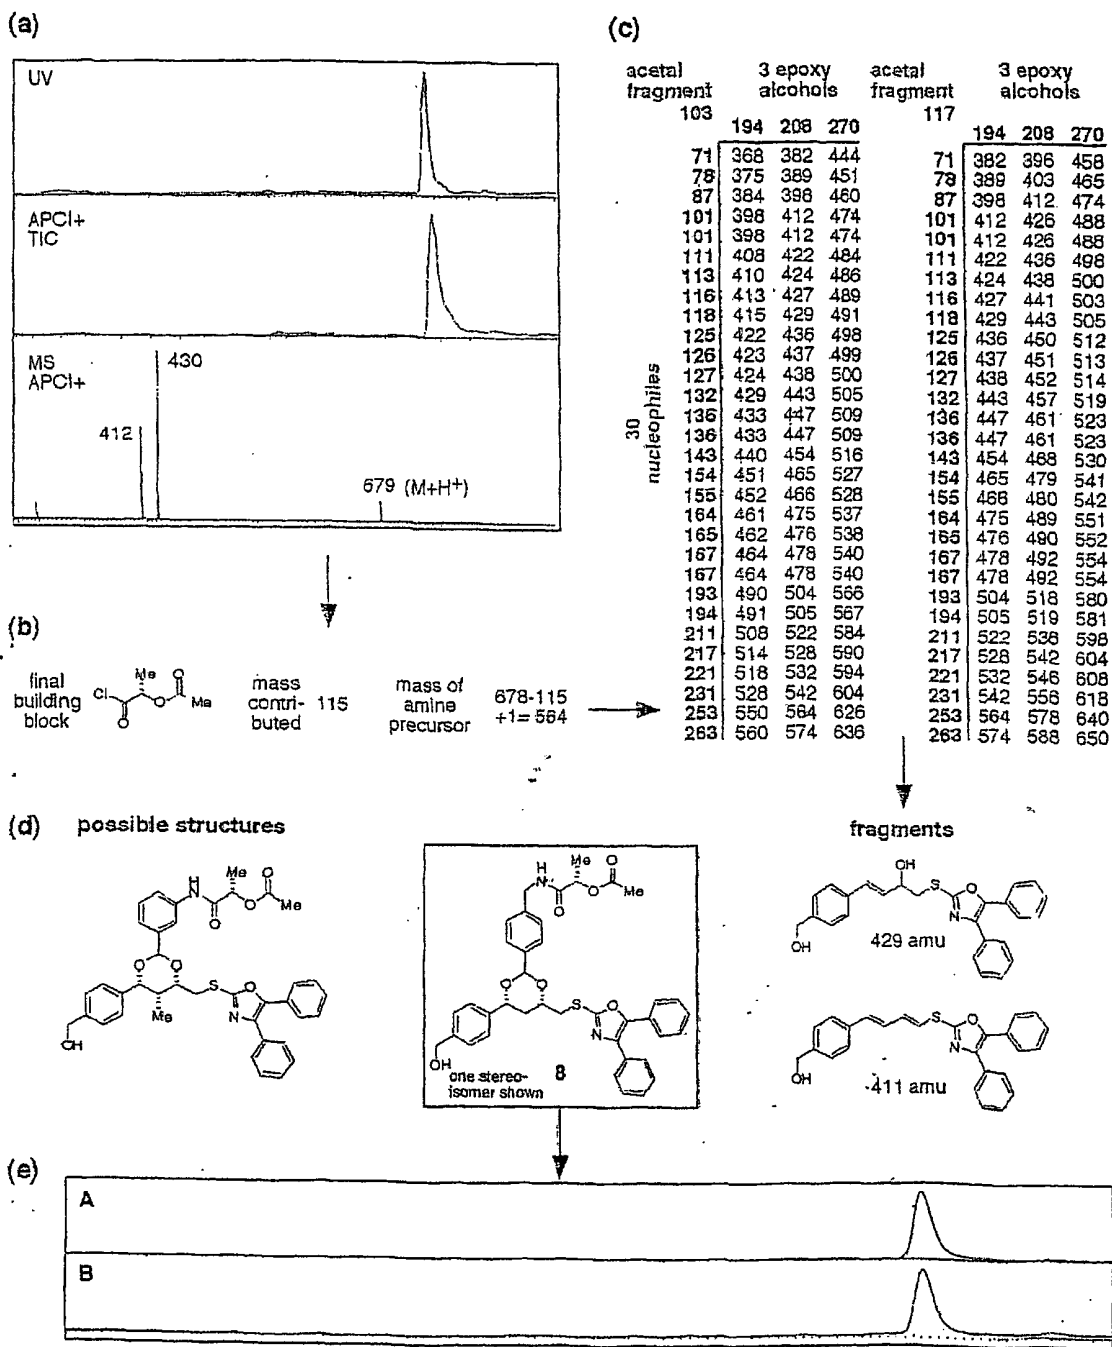 (a)
UV
APCI+
TIC
MS
APCI+
430
412
679 (M+H+)
(b)
final
building
block
Cl
O
Me
O
O
Me
mass
contri-
buted
115
mass of
amine
precursor
678-115
+1= 564
(c)
acetal
fragment
103
3 epoxy
alcohols
194 208 270
30
nucleophiles
71 368 382 444
78 375 389 451
87 384 398 460
101 398 412 474
101 398 412 474
111 408 422 484
113 410 424 486
116 413 427 489
118 415 429 491
125 422 436 498
126 423 437 499
127 424 438 500
132 429 443 505
136 433 447 509
136 433 447 509
143 440 454 516
154 451 465 527
155 452 466 528
164 461 475 537
165 462 476 538
167 464 478 540
167 464 478 540
193 490 504 566
194 491 505 567
211 508 522 584
217 514 528 590
221 518 532 594
231 528 542 604
253 550 564 626
263 560 574 636
acetal
fragment
117
3 epoxy
alcohols
194 208 270
71 382 396 458
78 389 403 465
87 398 412 474
101 412 426 488
101 412 426 488
111 422 436 498
113 424 438 500
116 427 441 503
118 429 443 505
125 436 450 512
126 437 451 513
127 438 452 514
132 443 457 519
136 447 461 523
136 447 461 523
143 454 468 530
154 465 479 541
155 466 480 542
164 475 489 551
165 476 490 552
167 478 492 554
167 478 492 554
193 504 518 580
194 505 519 581
211 522 536 598
217 528 542 604
221 532 546 608
231 542 556 618
253 564 578 640
263 574 588 650
(d) possible structures
H
N
Me
O
O
O
Me
O
O
Me
S
O
N
OH
H
N
Me
O
O
O
Me
O
O
S
O
N
OH
one stereo-
isomer shown
8
fragments
OH
S
O
N
OH
429 amu
S
O
N
OH
411 amu
(e)
A
B